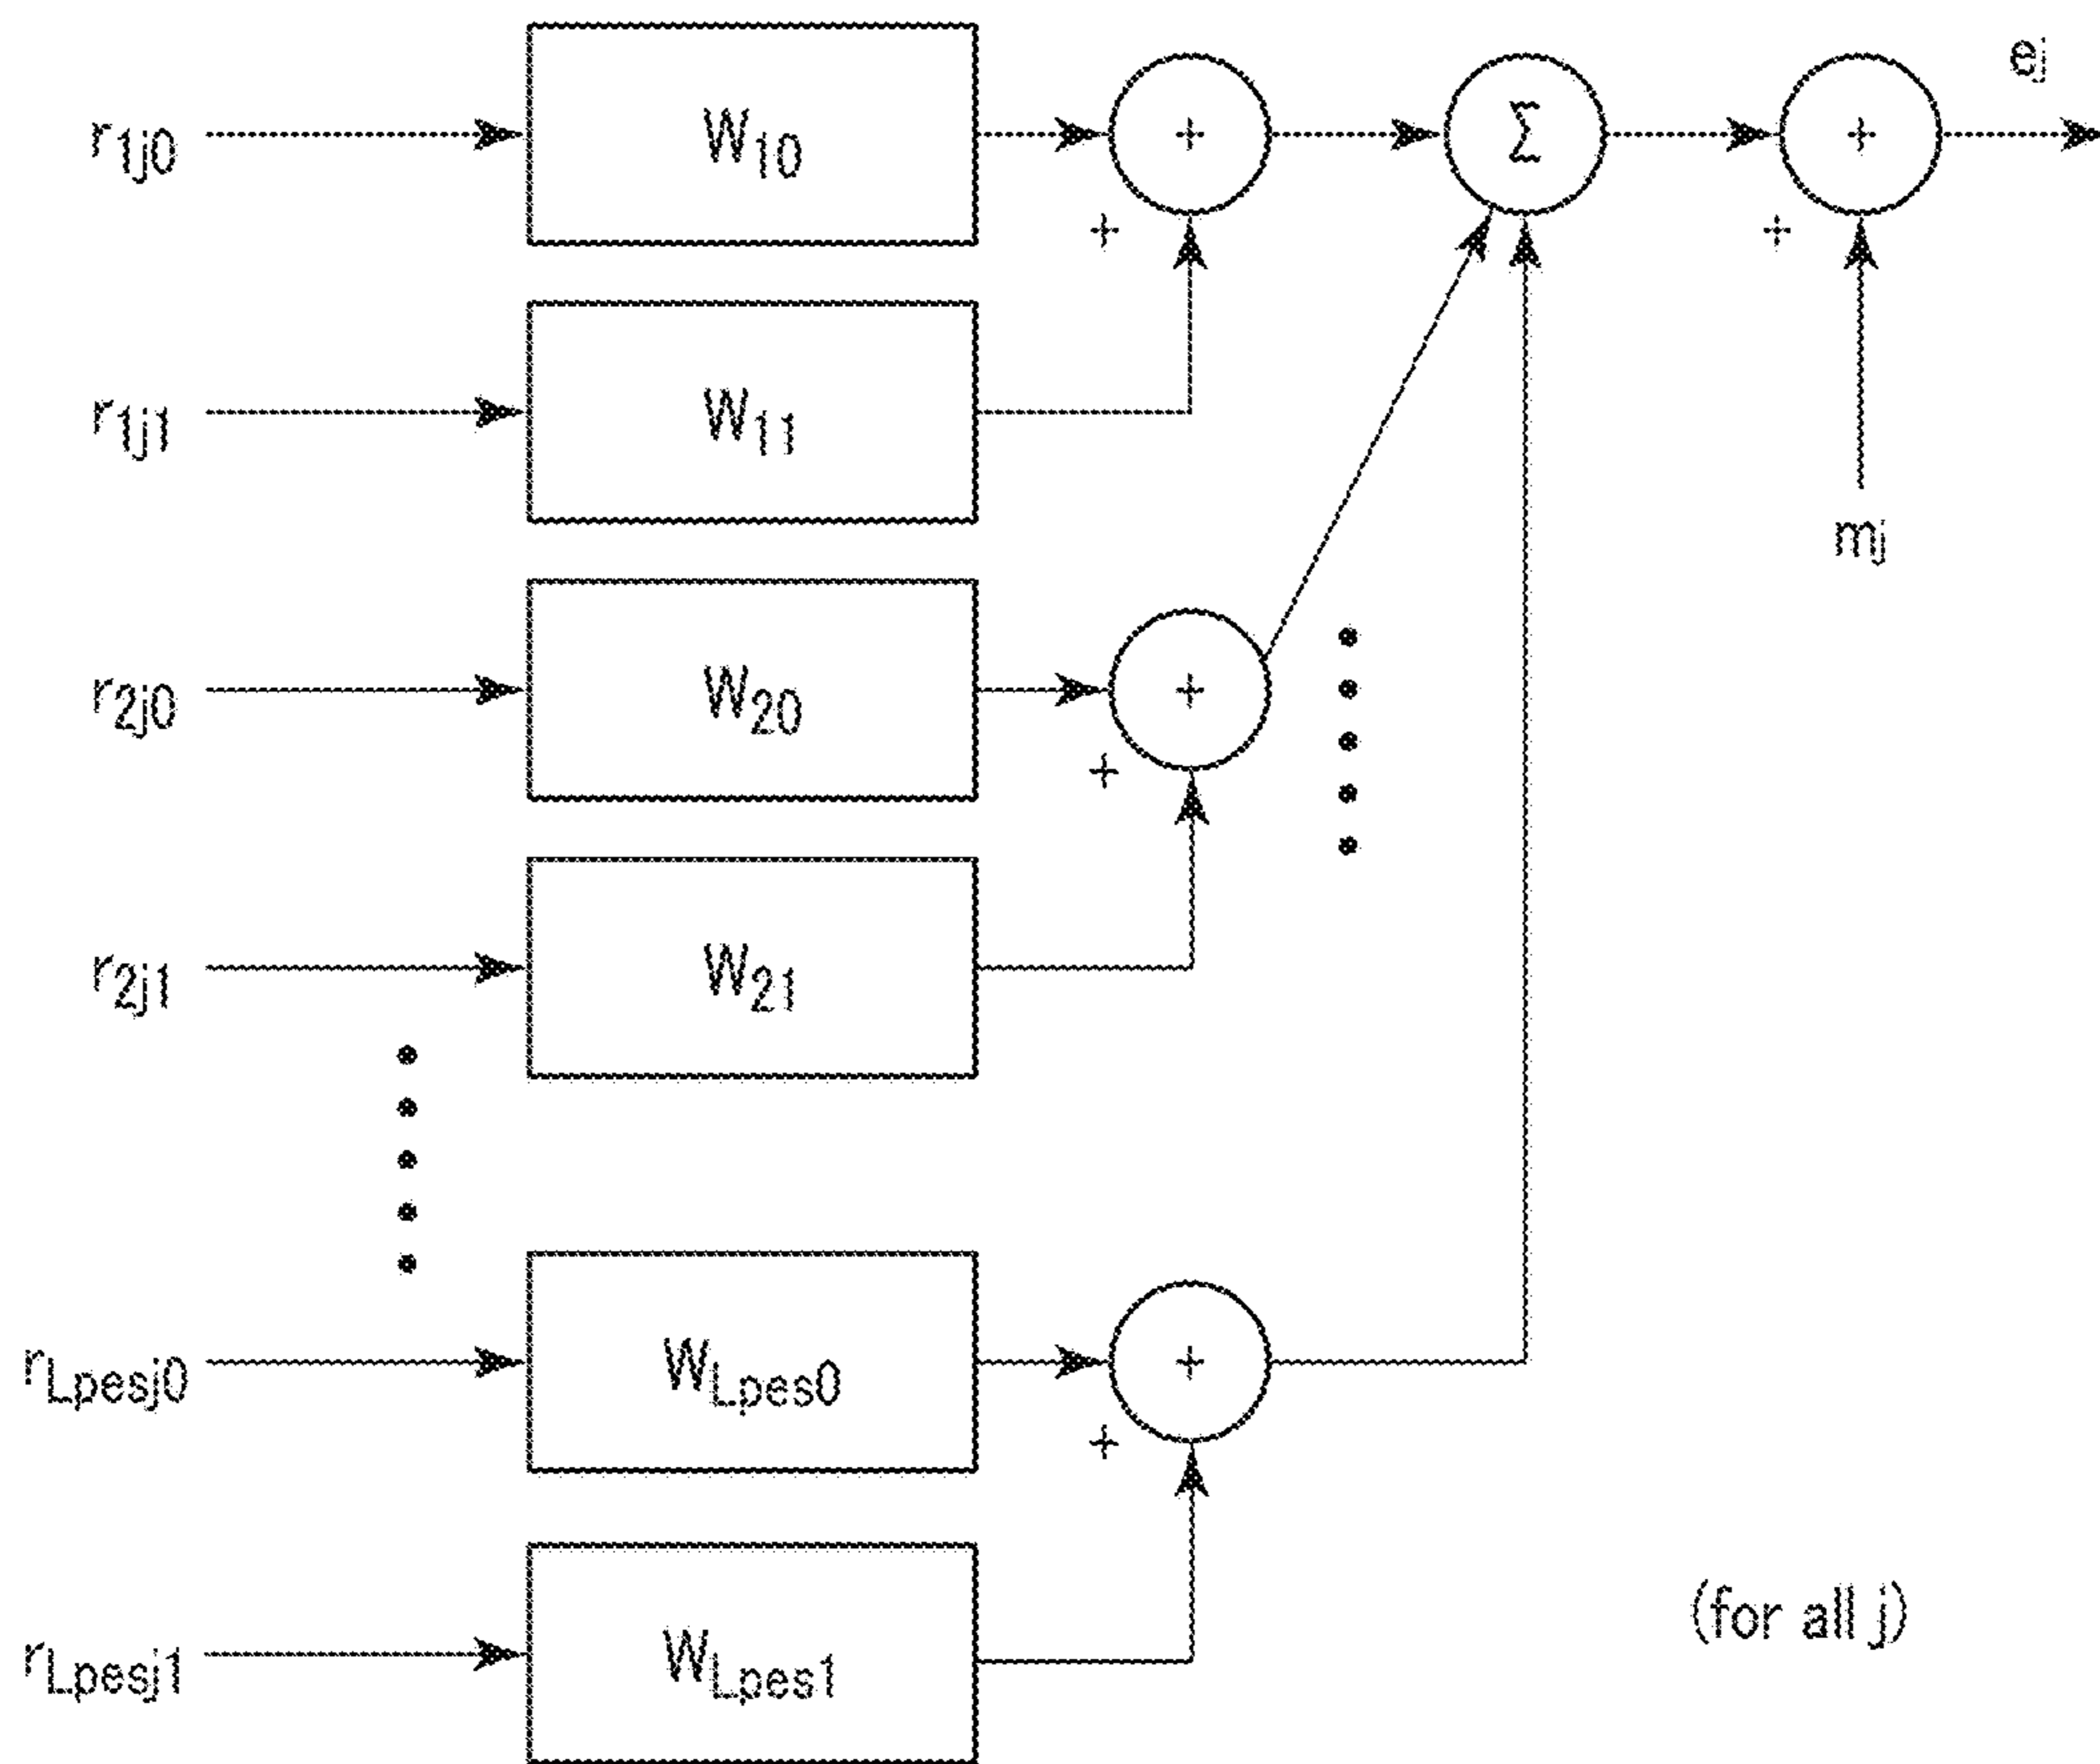 r1j0 W10 + Σ + ej
+ +
r1j1 W11
mj
r2j0 W20 +
+
r2j1 W21
rLpesj0 WLpes0 +
+
rLpesj1 WLpes1
(for all j)